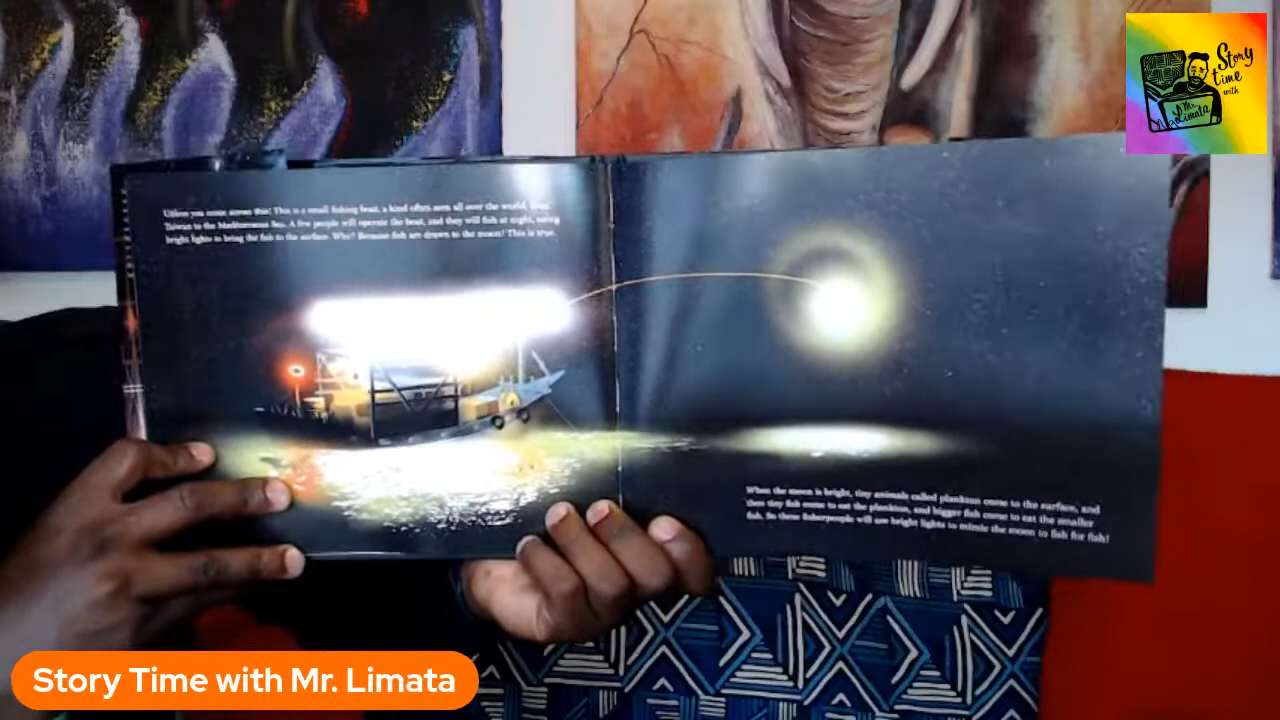 Story
time
with
Mr.
Limata
Unless you come across this! This is a small fishing boat, a kind often seen all over the world, from
Taiwan to the Mediterranean Sea. A few people will operate the boat, and they will fish at night, using
bright lights to bring the fish to the surface. Why? Because fish are drawn to the moon! This is true.
When the moon is bright, tiny animals called plankton come to the surface, and
then tiny fish come to eat the plankton, and bigger fish come to eat the smaller
fish. So these fisherpeople will use bright lights to mimic the moon to fish for fish!
Story Time with Mr. Limata